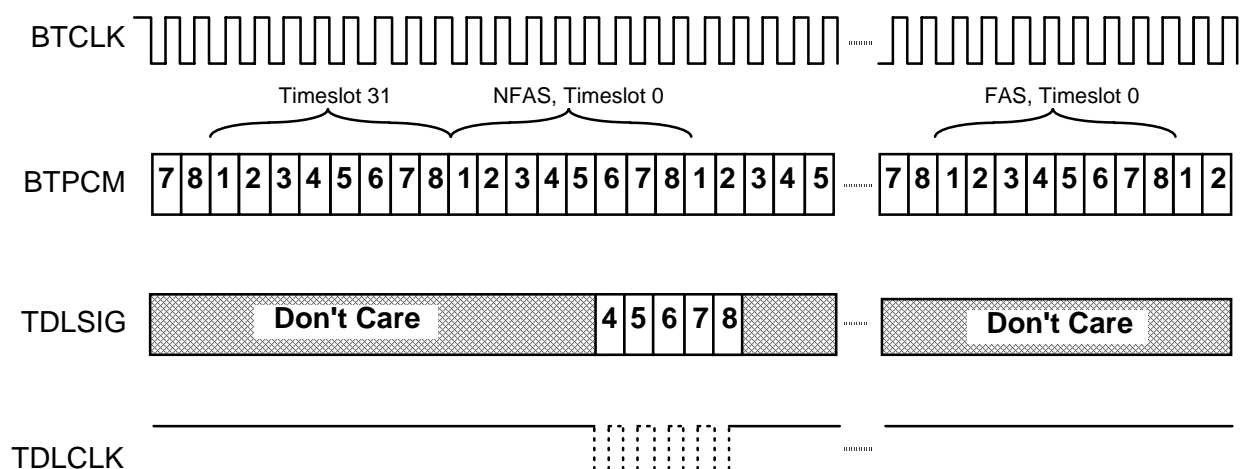 BTCLK
Timeslot 31 NFAS, Timeslot 0 FAS, Timeslot 0
BTPCM 7 8 1 2 3 4 5 6 7 8 1 2 3 4 5 6 7 8 1 2 3 4 5 7 8 1 2 3 4 5 6 7 8 1 2
TDLSIG Don't Care 4 5 6 7 8 Don't Care
TDLCLK